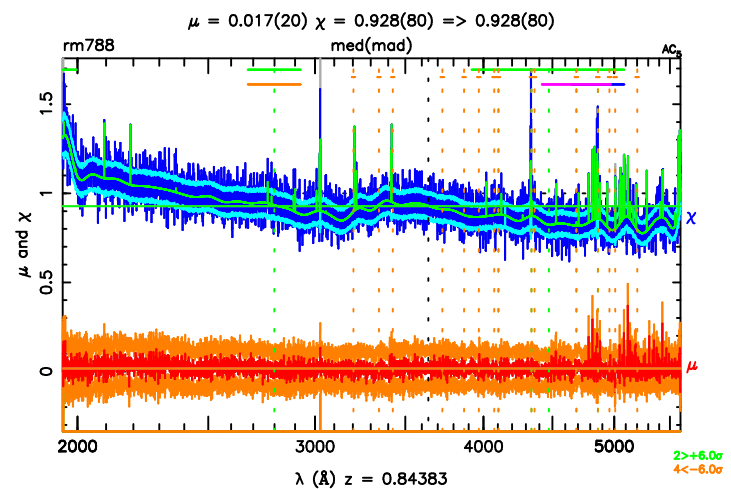 μ = 0.017(20) χ = 0.928(80) => 0.928(80)
rm788 med(mad) AC5
1.5
1
0.5
0
μ and χ
χ
μ
2000 3000 4000 5000
λ (Å) z = 0.84383
2>+6.0σ
4<-6.0σ